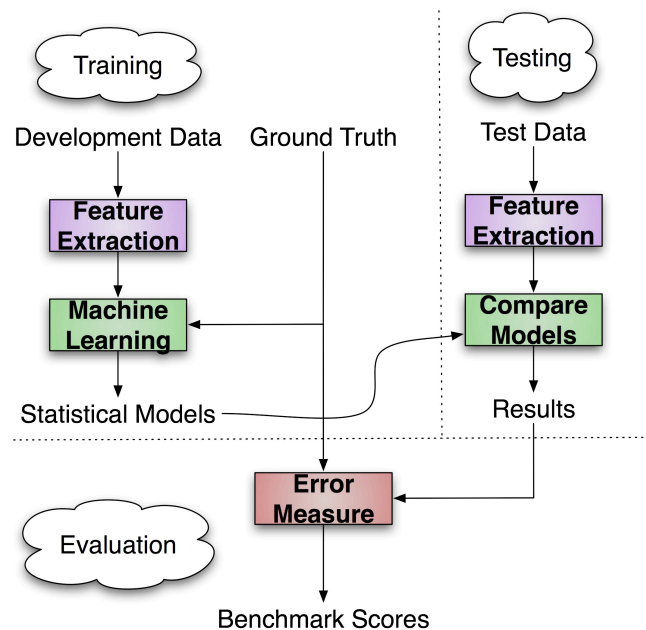 Training
Testing
Development Data
Ground Truth
Test Data
Feature
Extraction
Feature
Extraction
Machine
Learning
Compare
Models
Statistical Models
Results
Error
Measure
Evaluation
Benchmark Scores